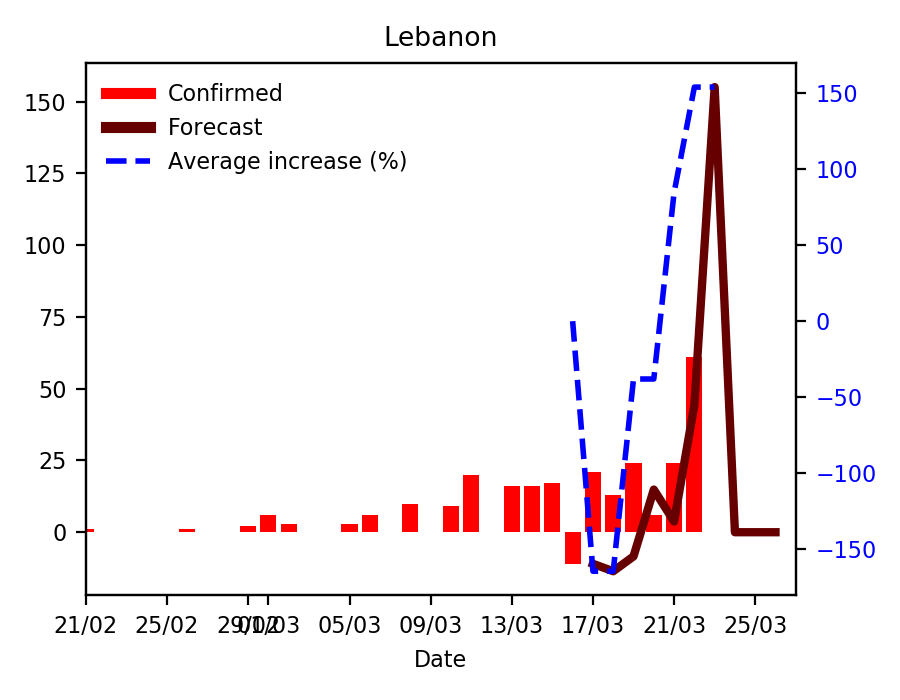 Lebanon
Confirmed
Forecast
Average increase (%)
150
125
100
75
50
25
0
150
100
50
0
−50
−100
−150
21/02 25/02 29/02 01/03 05/03 09/03 13/03 17/03 21/03 25/03
Date